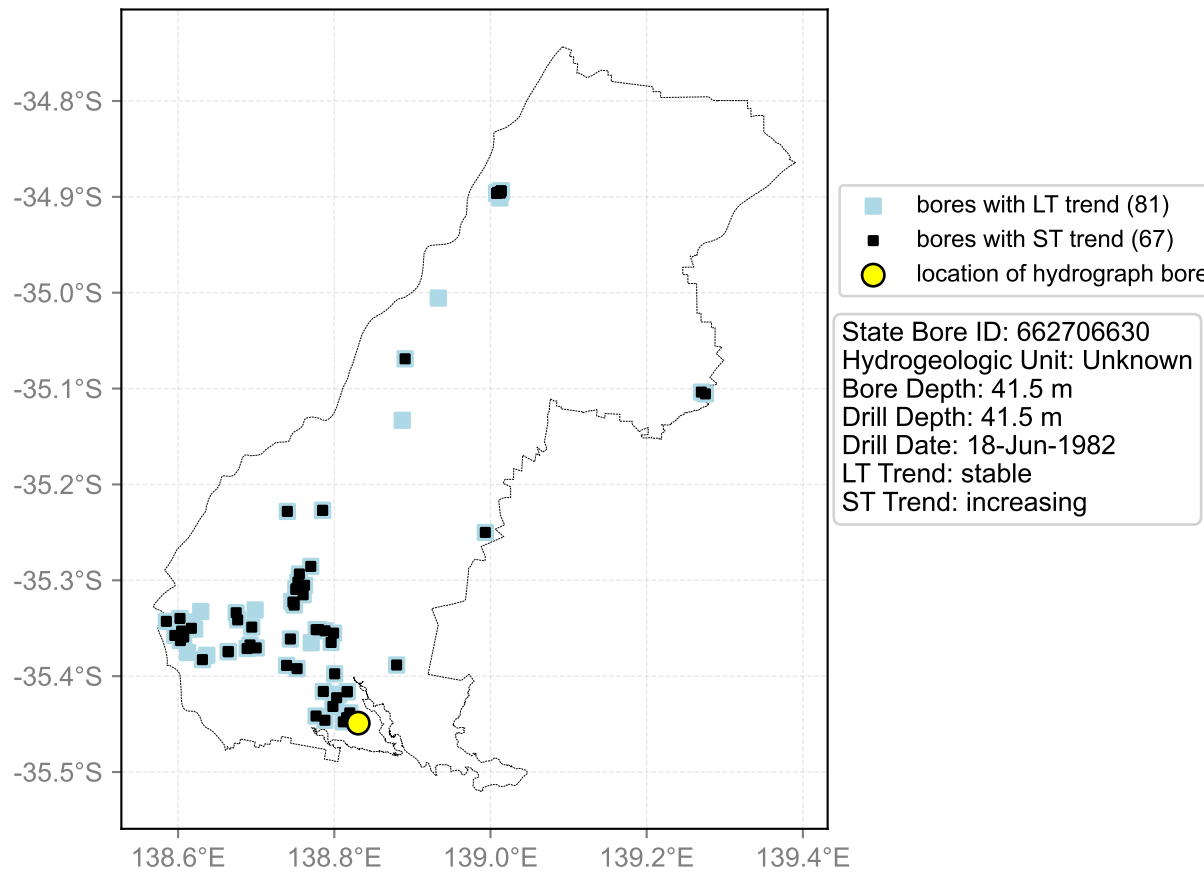 -34.8°S
-34.9°S
-35.0°S
-35.1°S
-35.2°S
-35.3°S
-35.4°S
-35.5°S
138.6°E
138.8°E
139.0°E
139.2°E
139.4°E
bores with LT trend (81)
bores with ST trend (67)
location of hydrograph bore
State Bore ID: 662706630
Hydrogeologic Unit: Unknown
Bore Depth: 41.5 m
Drill Depth: 41.5 m
Drill Date: 18-Jun-1982
LT Trend: stable
ST Trend: increasing